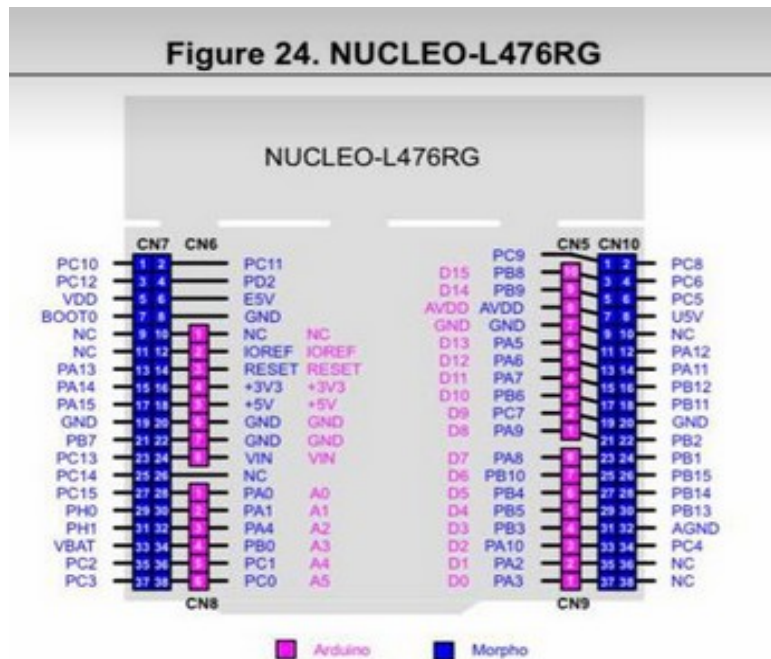 Figure 24. NUCLEO-L476RG
NUCLEO-L476RG
CN7 CN6 CN5 CN10
PC9
PC10 1 2 PC11 D15 PB8 1 2 PC8
PC12 3 4 PD2 D14 PB9 3 4 PC6
VDD 5 6 E5V AVDD AVDD 5 6 PC5
BOOT0 7 8 GND GND GND 7 8 U5V
NC 9 10 1 NC NC D13 PA5 9 10 NC
NC 11 12 2 IOREF IOREF D12 PA6 11 12 PA12
PA13 13 14 3 RESET RESET D11 PA7 13 14 PA11
PA14 15 16 4 +3V3 +3V3 D10 PB6 15 16 PB12
PA15 17 18 5 +5V +5V D9 PC7 17 18 PB11
GND 19 20 6 GND GND D8 PA9 19 20 GND
PB7 21 22 7 GND GND 21 22 PB2
PC13 23 24 8 VIN VIN D7 PA8 8 23 24 PB1
PC14 25 26 NC D6 PB10 7 25 26 PB15
PC15 27 28 1 PA0 A0 D5 PB4 6 27 28 PB14
PH0 29 30 2 PA1 A1 D4 PB5 5 29 30 PB13
PH1 31 32 3 PA4 A2 D3 PB3 4 31 32 AGND
VBAT 33 34 4 PB0 A3 D2 PA10 3 33 34 PC4
PC2 35 36 5 PC1 A4 D1 PA2 2 35 36 NC
PC3 37 38 6 PC0 A5 D0 PA3 1 37 38 NC
CN8 CN9
Arduino Morpho